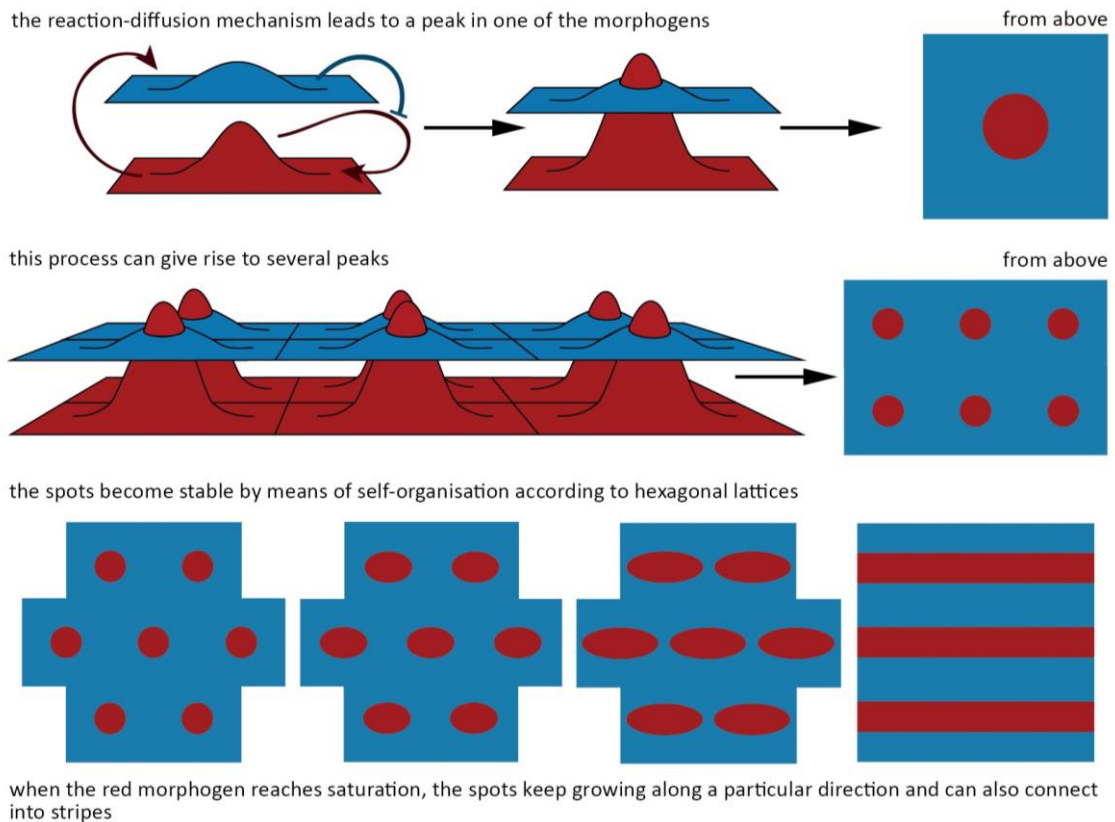 the reaction-diffusion mechanism leads to a peak in one of the morphogens
from above
this process can give rise to several peaks
from above
the spots become stable by means of self-organisation according to hexagonal lattices
when the red morphogen reaches saturation, the spots keep growing along a particular direction and can also connect
into stripes